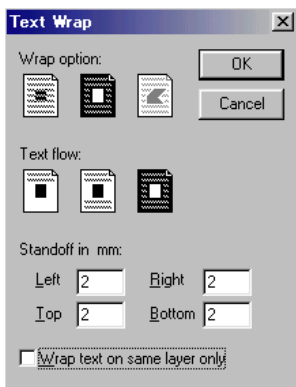 Text Wrap
Wrap option:
OK
Cancel
Text flow:
Standoff in mm:
Left 2 Right 2
Top 2 Bottom 2
Wrap text on same layer only